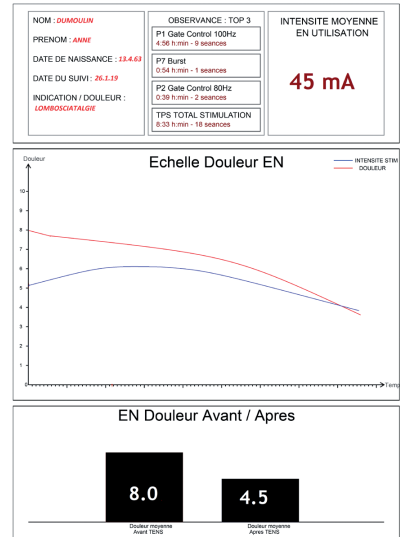 NOM : DUMOULIN
PRENOM : ANNE
DATE DE NAISSANCE : 13.4.63
DATE DU SUIVI : 26.1.19
INDICATION / DOULEUR :
LOMBOSCIATALGIE
OBSERVANCE : TOP 3
P1 Gate Control 100Hz
4:56 h:min - 9 seances
P7 Burst
0:54 h:min - 1 seances
P2 Gate Control 80Hz
0:39 h:min - 2 seances
TPS TOTAL STIMULATION
8:33 h:min - 18 seances
INTENSITE MOYENNE
EN UTILISATION
45 mA
Echelle Douleur EN
Douleur
INTENSITE STIM
DOULEUR
10
9
8
7
6
5
4
3
2
1
0
Temp
EN Douleur Avant / Apres
8.0
4.5
Douleur moyenne
Avant TENS
Douleur moyenne
Apres TENS